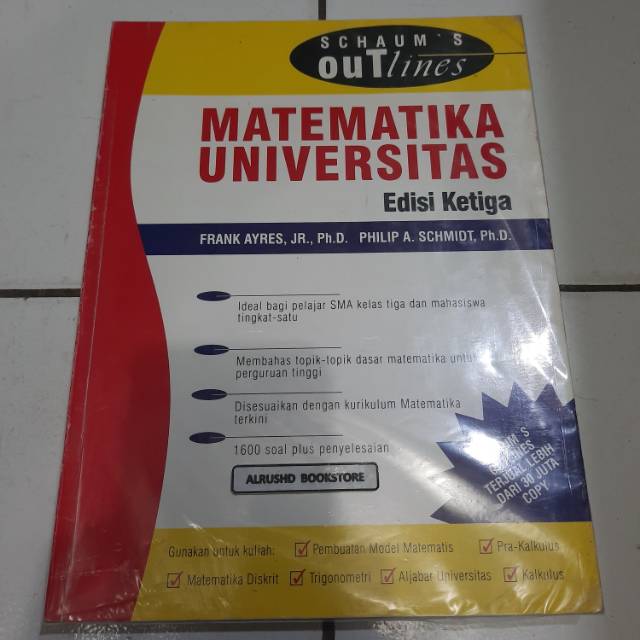 SCHAUM'S
ouTlines
MATEMATIKA
UNIVERSITAS
Edisi Ketiga
FRANK AYRES, JR., Ph.D. PHILIP A. SCHMIDT, Ph.D.
Ideal bagi pelajar SMA kelas tiga dan mahasiswa
tingkat-satu
Membahas topik-topik dasar matematika untuk
perguruan tinggi
Disesuaikan dengan kurikulum Matematika
terkini
1600 soal plus penyelesaian
ALRUSHD BOOKSTORE
TERJUAL LEBIH
DARI 30 JUTA
COPY
Gunakan untuk kuliah: Pembuatan Model Matematis Pra-Kalkulus
Matematika Diskrit Trigonometri Aljabar Universitas Kalkulus